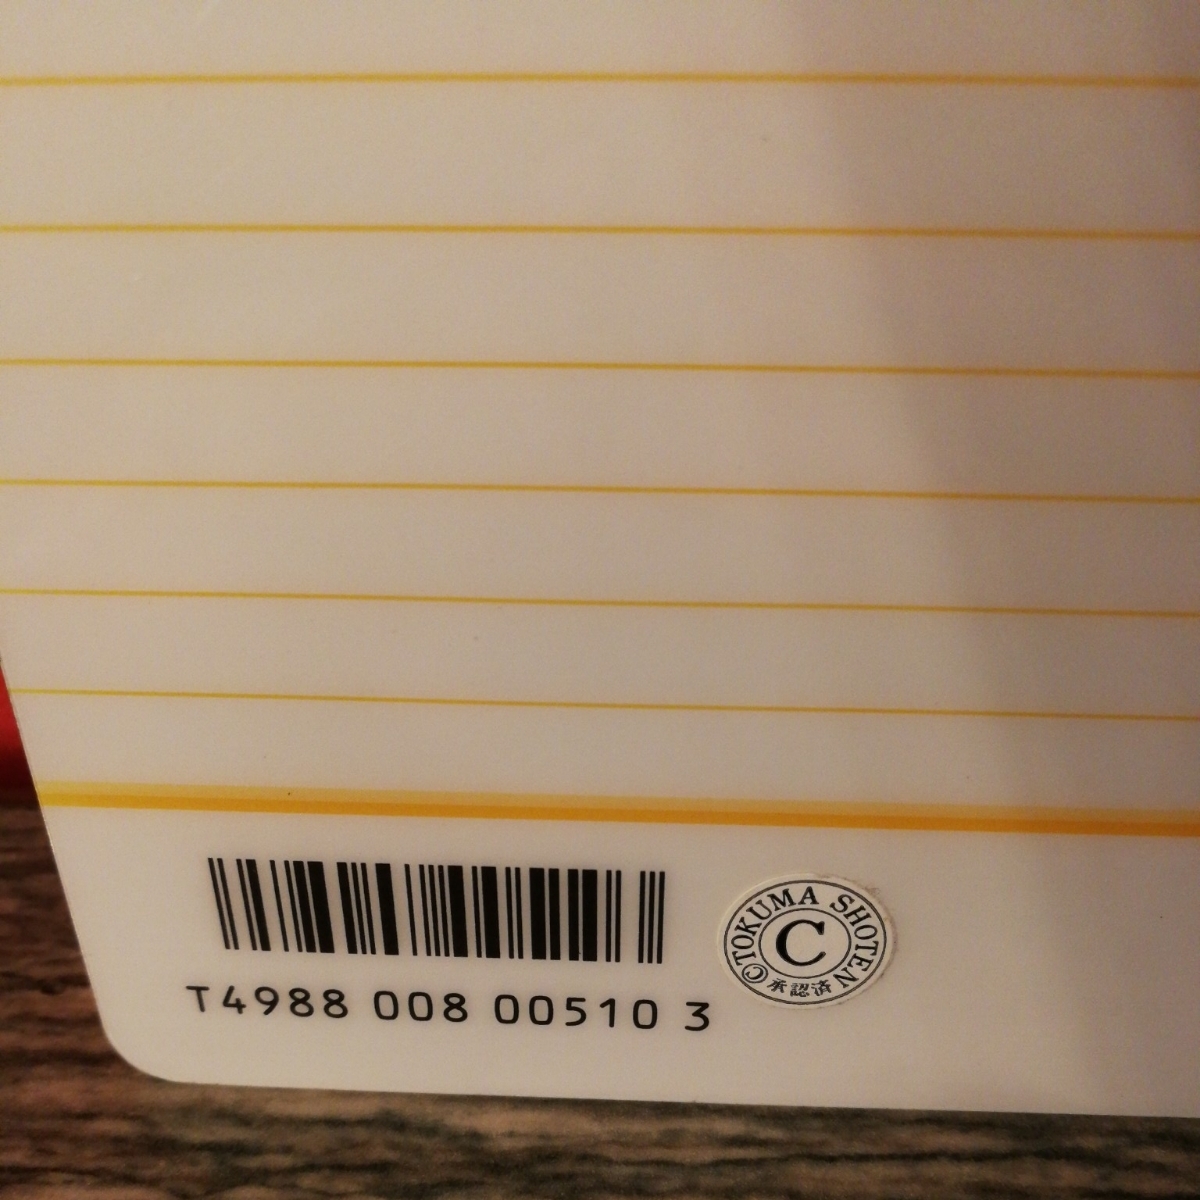 T4988 008 00510 3
©TOKUMA SHOTEN
C
承認済